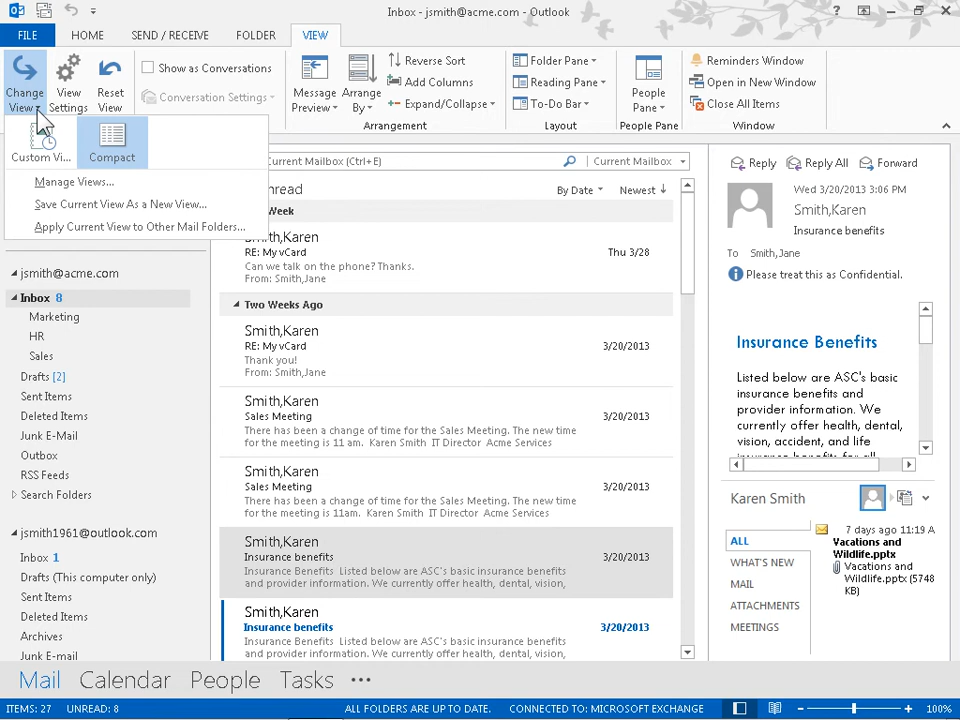 Inbox - jsmith@acme.com - Outlook
?
FILE HOME SEND / RECEIVE FOLDER VIEW
Change View
View Settings
Reset View
Show as Conversations
Conversation Settings
Message Preview
Arrange By
Reverse Sort
Add Columns
Expand/Collapse
Arrangement
Folder Pane
Reading Pane
To-Do Bar
Layout
People Pane
People Pane
Reminders Window
Open in New Window
Close All Items
Window
Custom Vi...
Compact
Manage Views...
Save Current View As a New View...
Apply Current View to Other Mail Folders...
jsmith@acme.com
Inbox 8
Marketing
HR
Sales
Drafts [2]
Sent Items
Deleted Items
Junk E-Mail
Outbox
RSS Feeds
Search Folders
jsmith1961@outlook.com
Inbox 1
Drafts (This computer only)
Sent Items
Deleted Items
Archives
Junk E-mail
Current Mailbox (Ctrl+E)
Current Mailbox
By Date Newest
Week
Smith,Karen
RE: My vCard Thu 3/28
Can we talk on the phone? Thanks.
From: Smith,Jane
Two Weeks Ago
Smith,Karen
RE: My vCard 3/20/2013
Thank you!
From: Smith,Jane
Smith,Karen
Sales Meeting 3/20/2013
There has been a change of time for the Sales Meeting. The new time
for the meeting is 11 am. Karen Smith IT Director Acme Services
Smith,Karen
Sales Meeting 3/20/2013
There has been a change of time for the Sales Meeting. The new time
for the meeting is 11am. Karen Smith IT Director Acme Services
Smith,Karen
Insurance benefits 3/20/2013
Insurance Benefits Listed below are ASC's basic insurance benefits
and provider information. We currently offer health, dental, vision,
Smith,Karen
Insurance benefits 3/20/2013
Insurance Benefits Listed below are ASC's basic insurance benefits
and provider information. We currently offer health, dental, vision,
Reply Reply All Forward
Wed 3/20/2013 3:06 PM
Smith,Karen
Insurance benefits
To Smith,Jane
Please treat this as Confidential.
Insurance Benefits
Listed below are ASC's basic
insurance benefits and
provider information. We
currently offer health, dental,
vision, accident, and life
insurance benefits for all
Karen Smith
ALL
WHAT'S NEW
MAIL
ATTACHMENTS
MEETINGS
7 days ago 11:19 A
Vacations and
Wildlife.pptx
Vacations and
Wildlife.pptx (5748
KB)
Mail Calendar People Tasks •••
ITEMS: 27 UNREAD: 8 ALL FOLDERS ARE UP TO DATE. CONNECTED TO: MICROSOFT EXCHANGE 100%